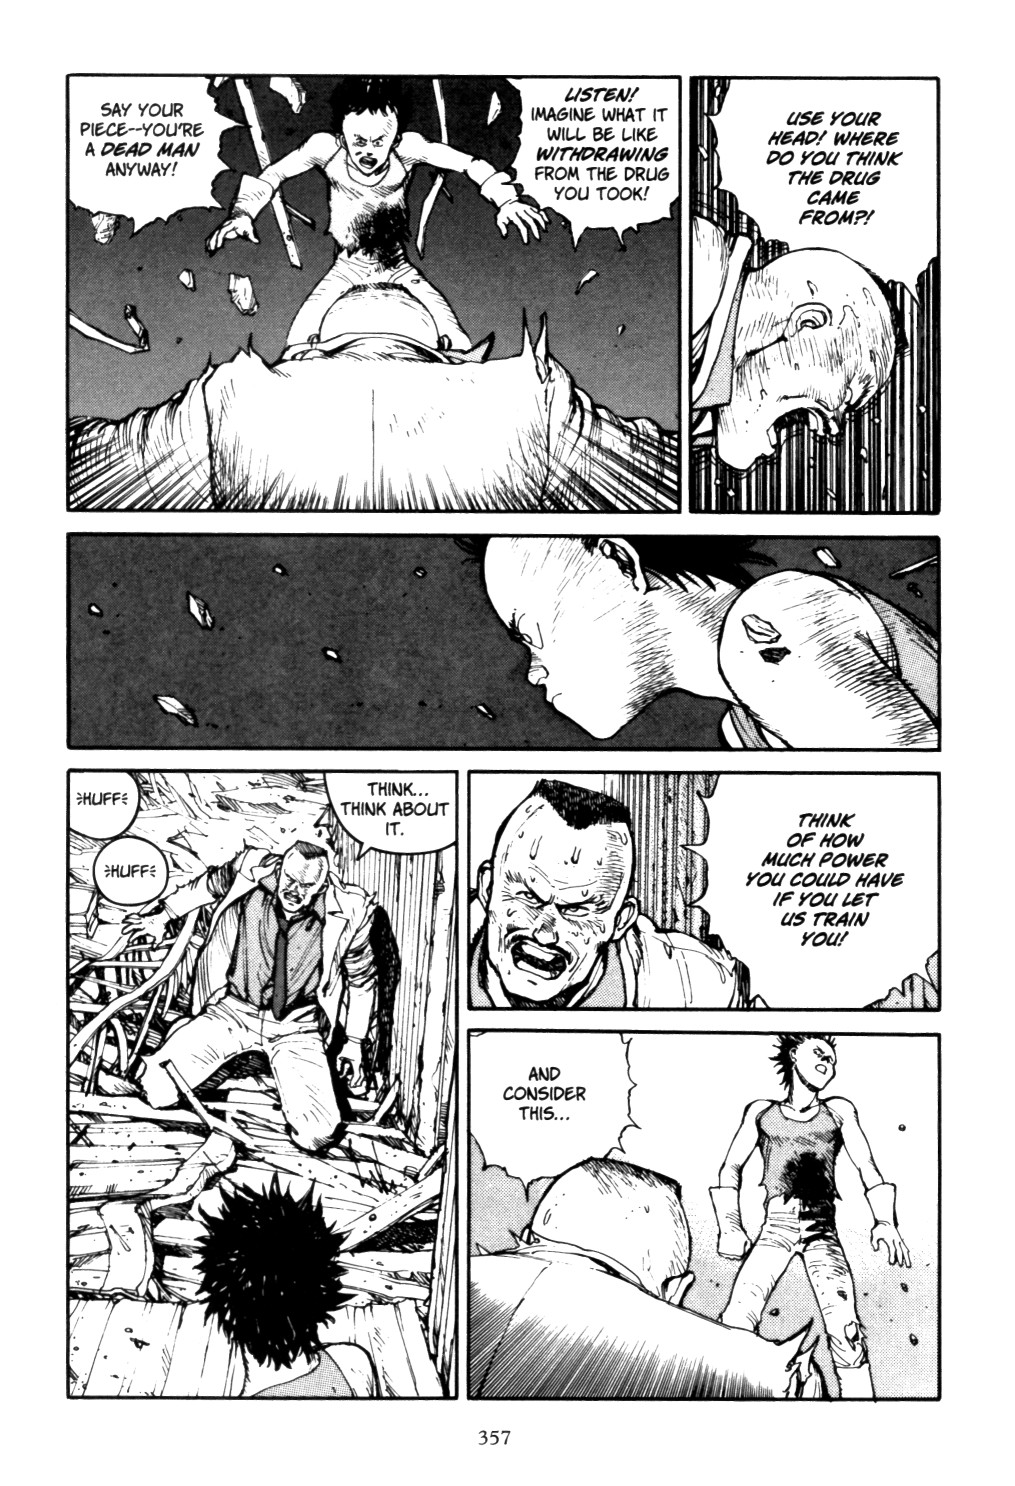 SAY YOUR
PIECE--YOU'RE
A DEAD MAN
ANYWAY!
LISTEN!
IMAGINE WHAT IT
WILL BE LIKE
WITHDRAWING
FROM THE DRUG
YOU TOOK!
USE YOUR
HEAD! WHERE
DO YOU THINK
THE DRUG
CAME
FROM?!
HUFF
HUFF
THINK...
THINK ABOUT
IT.
THINK
OF HOW
MUCH POWER
YOU COULD HAVE
IF YOU LET
US TRAIN
YOU!
AND
CONSIDER
THIS...
357